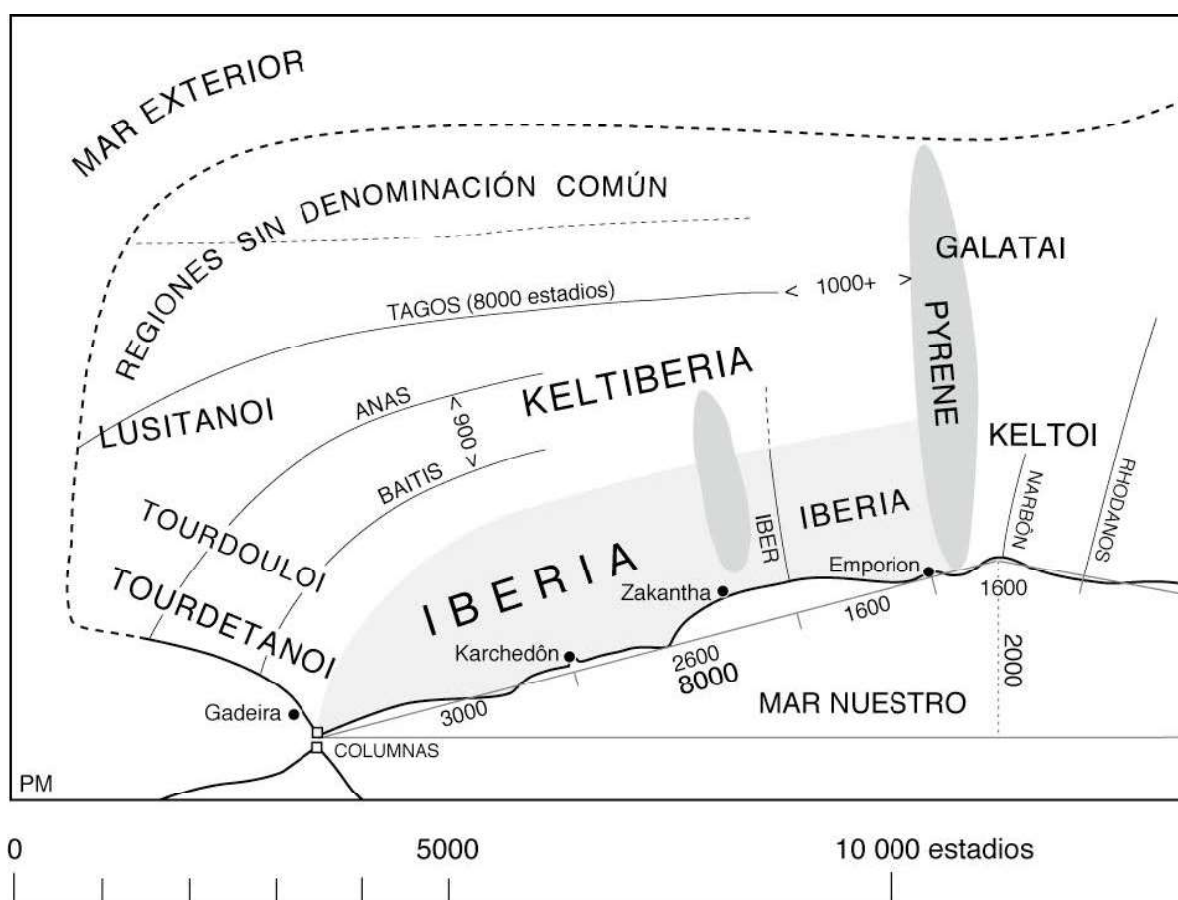 MAR EXTERIOR
REGIONES SIN DENOMINACIÓN COMÚN
GALATAI
TAGOS (8000 estadios)
< 1000+ >
PYRENE
KELTIBERIA
ANAS
LUSITANOI
< 900 >
KELTOI
BAITIS
RHODANOS
NARBÔN
IBERIA
IBER
TOURDOULOI
IBERIA
Emporion
TOURDETANOI
Zakantha
1600
1600
Karchedôn
2600
8000
2000
3000
MAR NUESTRO
Gadeira
COLUMNAS
PM
0 5000 10 000 estadios